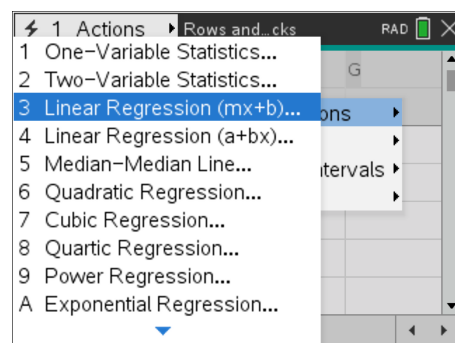 1 Actions Rows and…cks RAD
1 One-Variable Statistics...
2 Two-Variable Statistics...
3 Linear Regression (mx+b)...
4 Linear Regression (a+bx)...
5 Median-Median Line...
6 Quadratic Regression...
7 Cubic Regression...
8 Quartic Regression...
9 Power Regression...
A Exponential Regression...
G
ons
ntervals